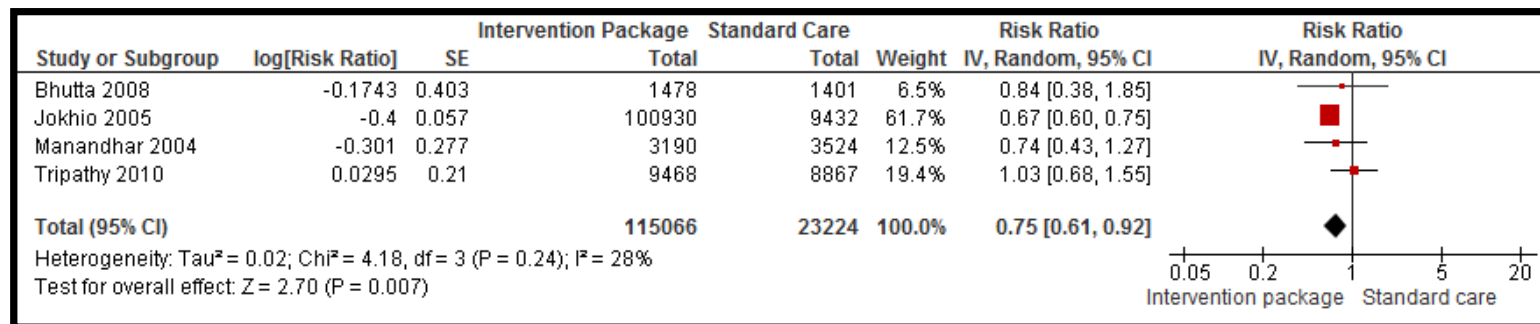 Intervention Package Standard Care Risk Ratio Risk Ratio
Study or Subgroup log[Risk Ratio] SE Total Total Weight IV, Random, 95% CI IV, Random, 95% CI
Bhutta 2008 -0.1743 0.403 1478 1401 6.5% 0.84 [0.38, 1.85]
Jokhio 2005 -0.4 0.057 100930 9432 61.7% 0.67 [0.60, 0.75]
Manandhar 2004 -0.301 0.277 3190 3524 12.5% 0.74 [0.43, 1.27]
Tripathy 2010 0.0295 0.21 9468 8867 19.4% 1.03 [0.68, 1.55]
Total (95% CI) 115066 23224 100.0% 0.75 [0.61, 0.92]
Heterogeneity: Tau² = 0.02; Chi² = 4.18, df = 3 (P = 0.24); I² = 28%
Test for overall effect: Z = 2.70 (P = 0.007)
0.05 0.2 1 5 20
Intervention package Standard care